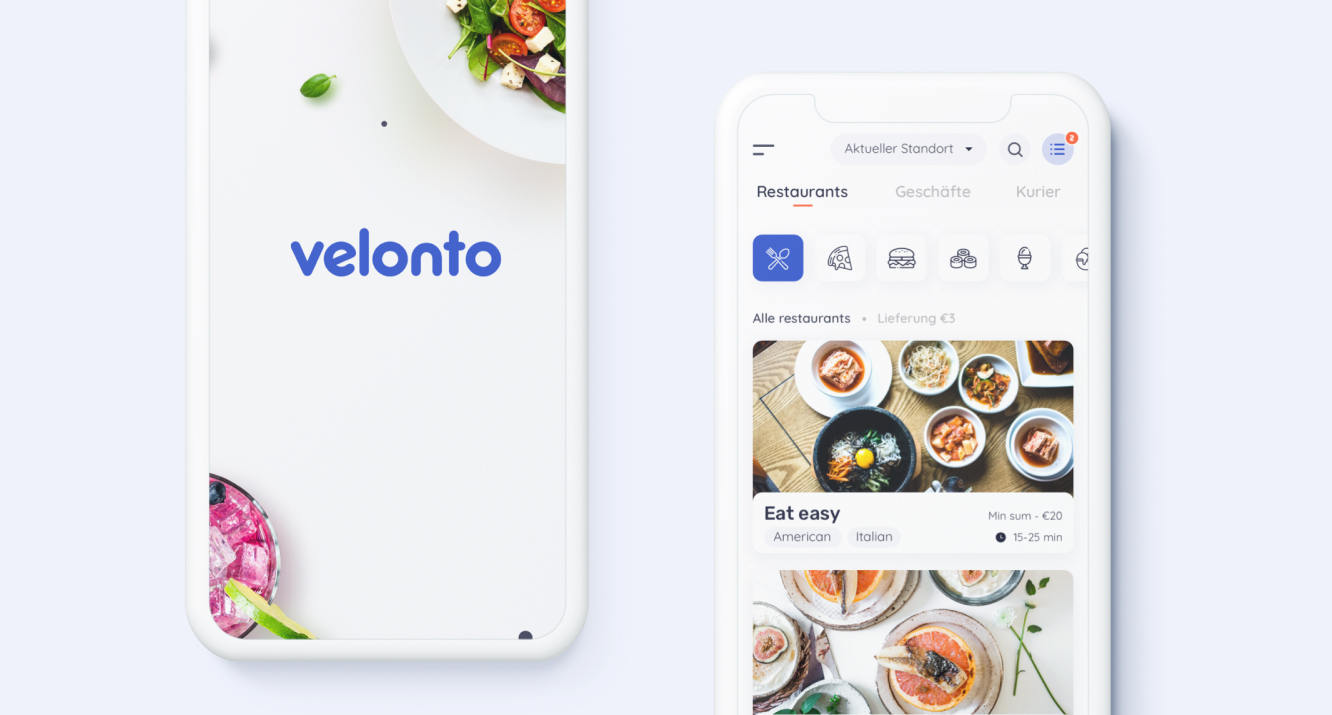 velonto
Aktueller Standort
2
Restaurants Geschäfte Kurier
Alle restaurants • Lieferung €3
Eat easy
Min sum - €20
American Italian
15-25 min